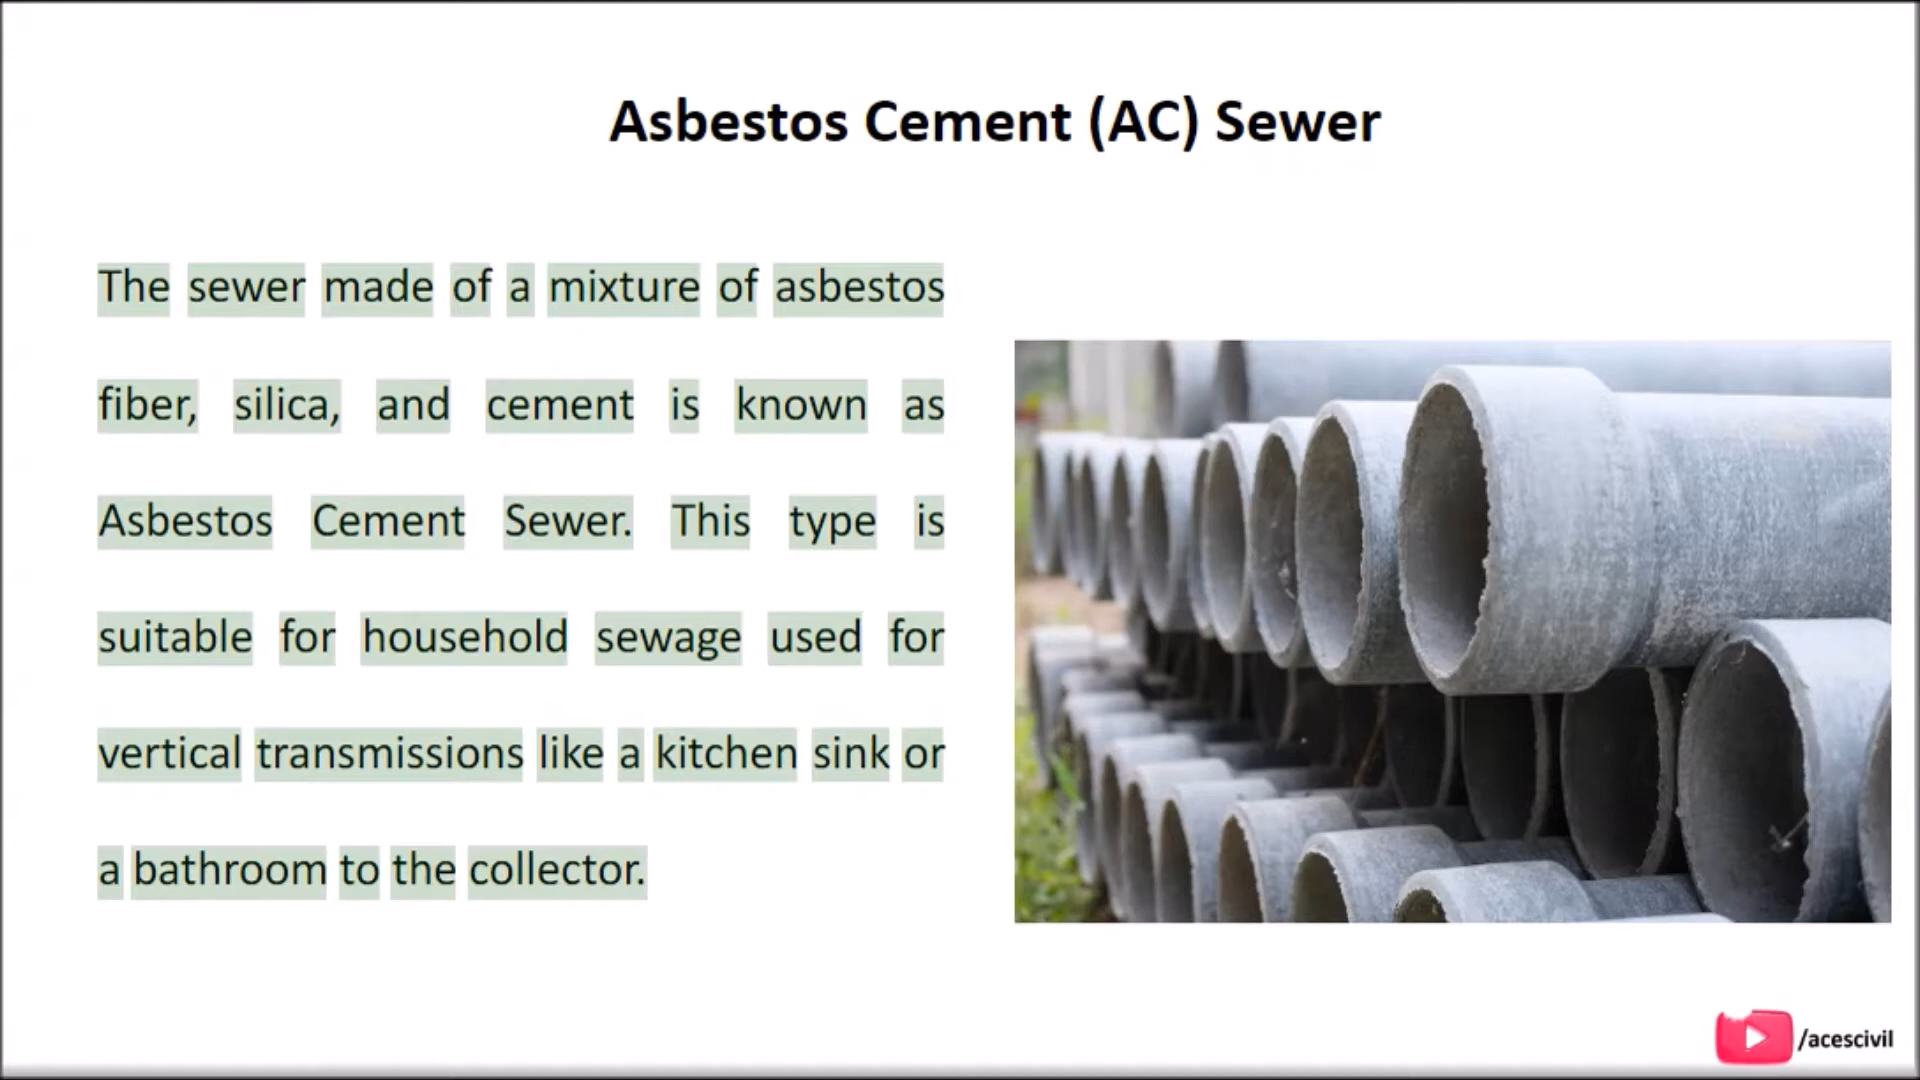 Asbestos Cement (AC) Sewer
The sewer made of a mixture of asbestos
fiber, silica, and cement is known as
Asbestos Cement Sewer. This type is
suitable for household sewage used for
vertical transmissions like a kitchen sink or
a bathroom to the collector.
/acescivil